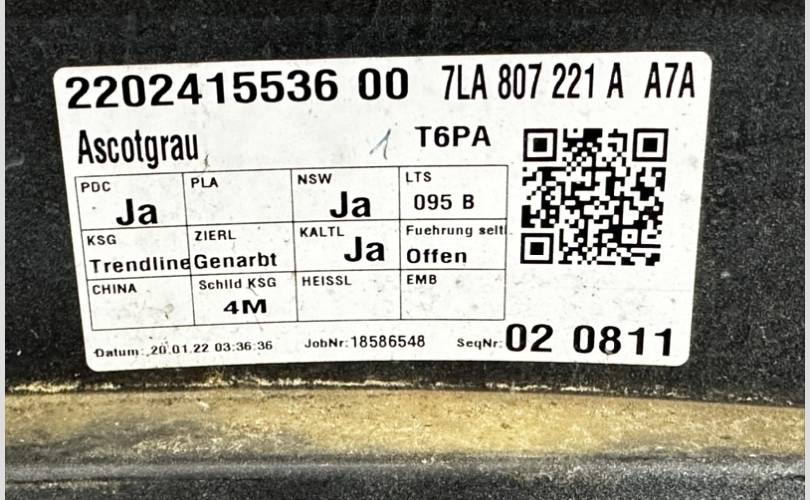 2202415536 00 7LA 807 221 A A7A
Ascotgrau 1 T6PA
PDC PLA NSW LTS
Ja Ja 095 B
KSG ZIERL KALTL Fuehrung seitl
Trendline Genarbt Ja Offen
CHINA Schild KSG HEISSL EMB
4M
Datum: 20.01.22 03:36:36 JobNr: 18586548 SeqNr: 02 0811